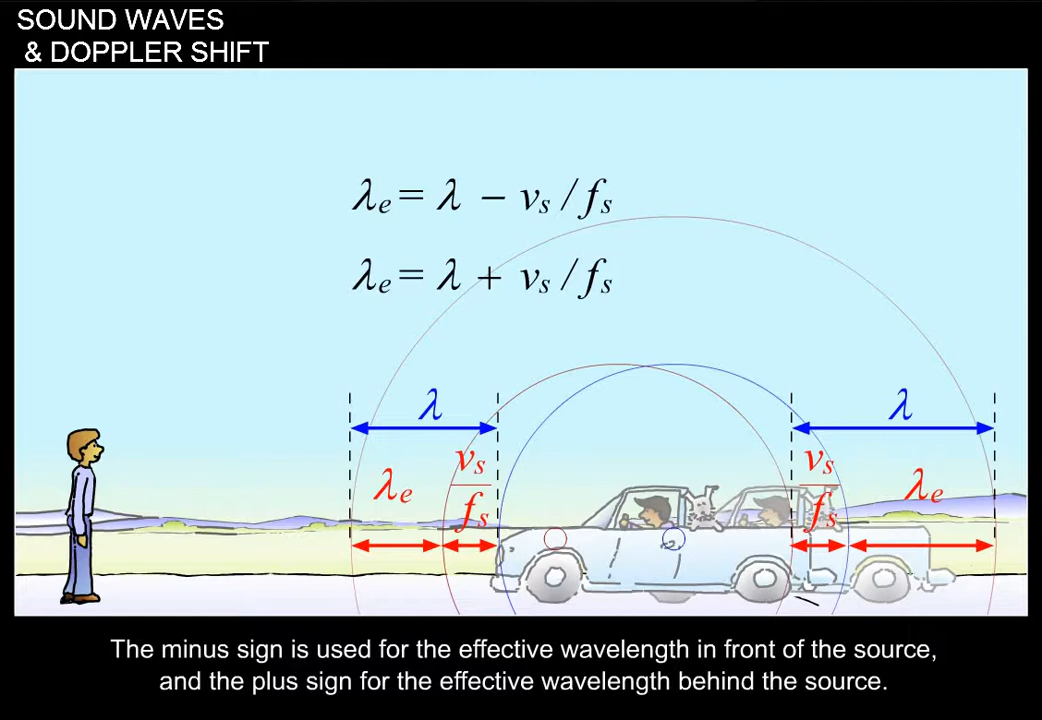 SOUND WAVES
& DOPPLER SHIFT
λe = λ − vs / fs
λe = λ + vs / fs
λ λ
vs vs
λe fs fs λe
The minus sign is used for the effective wavelength in front of the source,
and the plus sign for the effective wavelength behind the source.